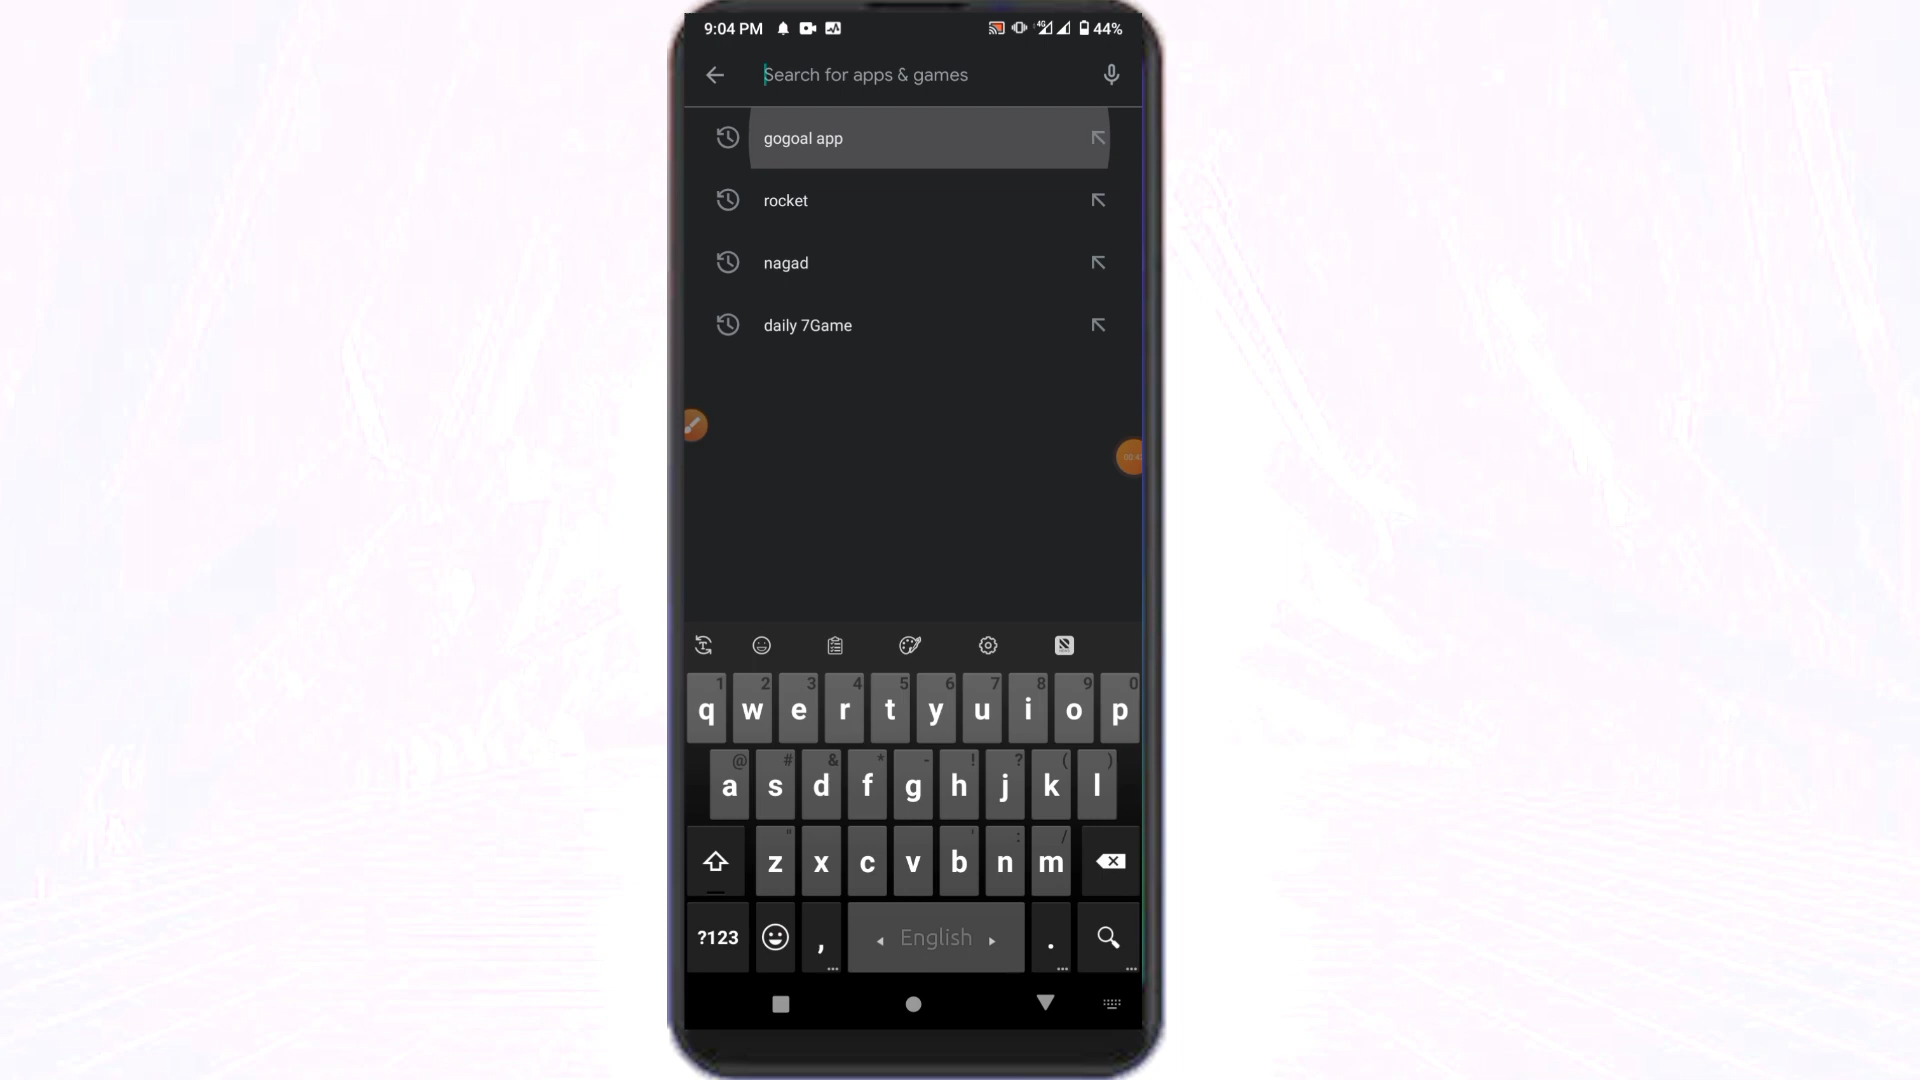 9:04 PM 4G 44%
Search for apps & games
gogoal app
rocket
nagad
daily 7Game
1 2 3 4 5 6 7 8 9 0
q w e r t y u i o p
@ # & * - ! ? ( )
a s d f g h j k l
" ' : /
z x c v b n m
?123 , English .